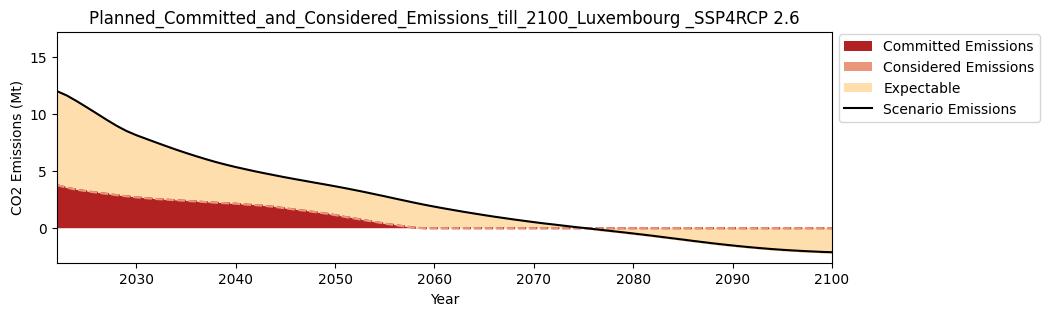 Planned_Committed_and_Considered_Emissions_till_2100_Luxembourg _SSP4RCP 2.6
Committed Emissions
Considered Emissions
Expectable
Scenario Emissions
CO2 Emissions (Mt)
15
10
5
0
2030 2040 2050 2060 2070 2080 2090 2100
Year